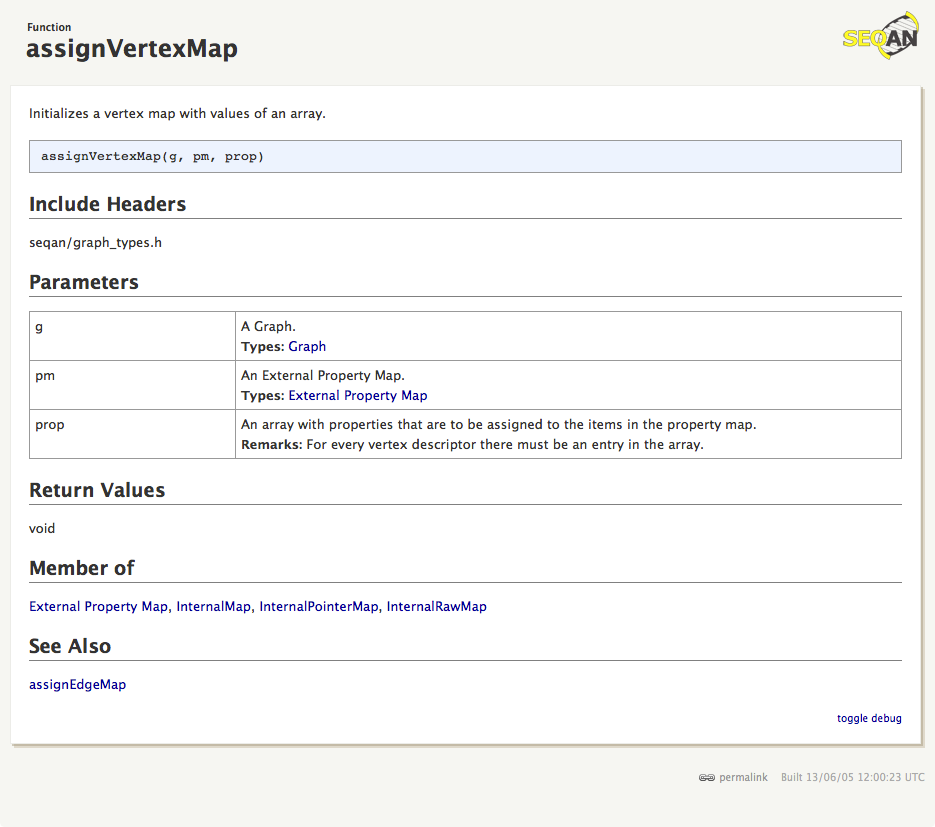 Function
assignVertexMap
SEQAN
Initializes a vertex map with values of an array.
assignVertexMap(g, pm, prop)
Include Headers
seqan/graph_types.h
Parameters
g
A Graph.
Types: Graph
pm
An External Property Map.
Types: External Property Map
prop
An array with properties that are to be assigned to the items in the property map.
Remarks: For every vertex descriptor there must be an entry in the array.
Return Values
void
Member of
External Property Map, InternalMap, InternalPointerMap, InternalRawMap
See Also
assignEdgeMap
toggle debug
permalink Built 13/06/05 12:00:23 UTC